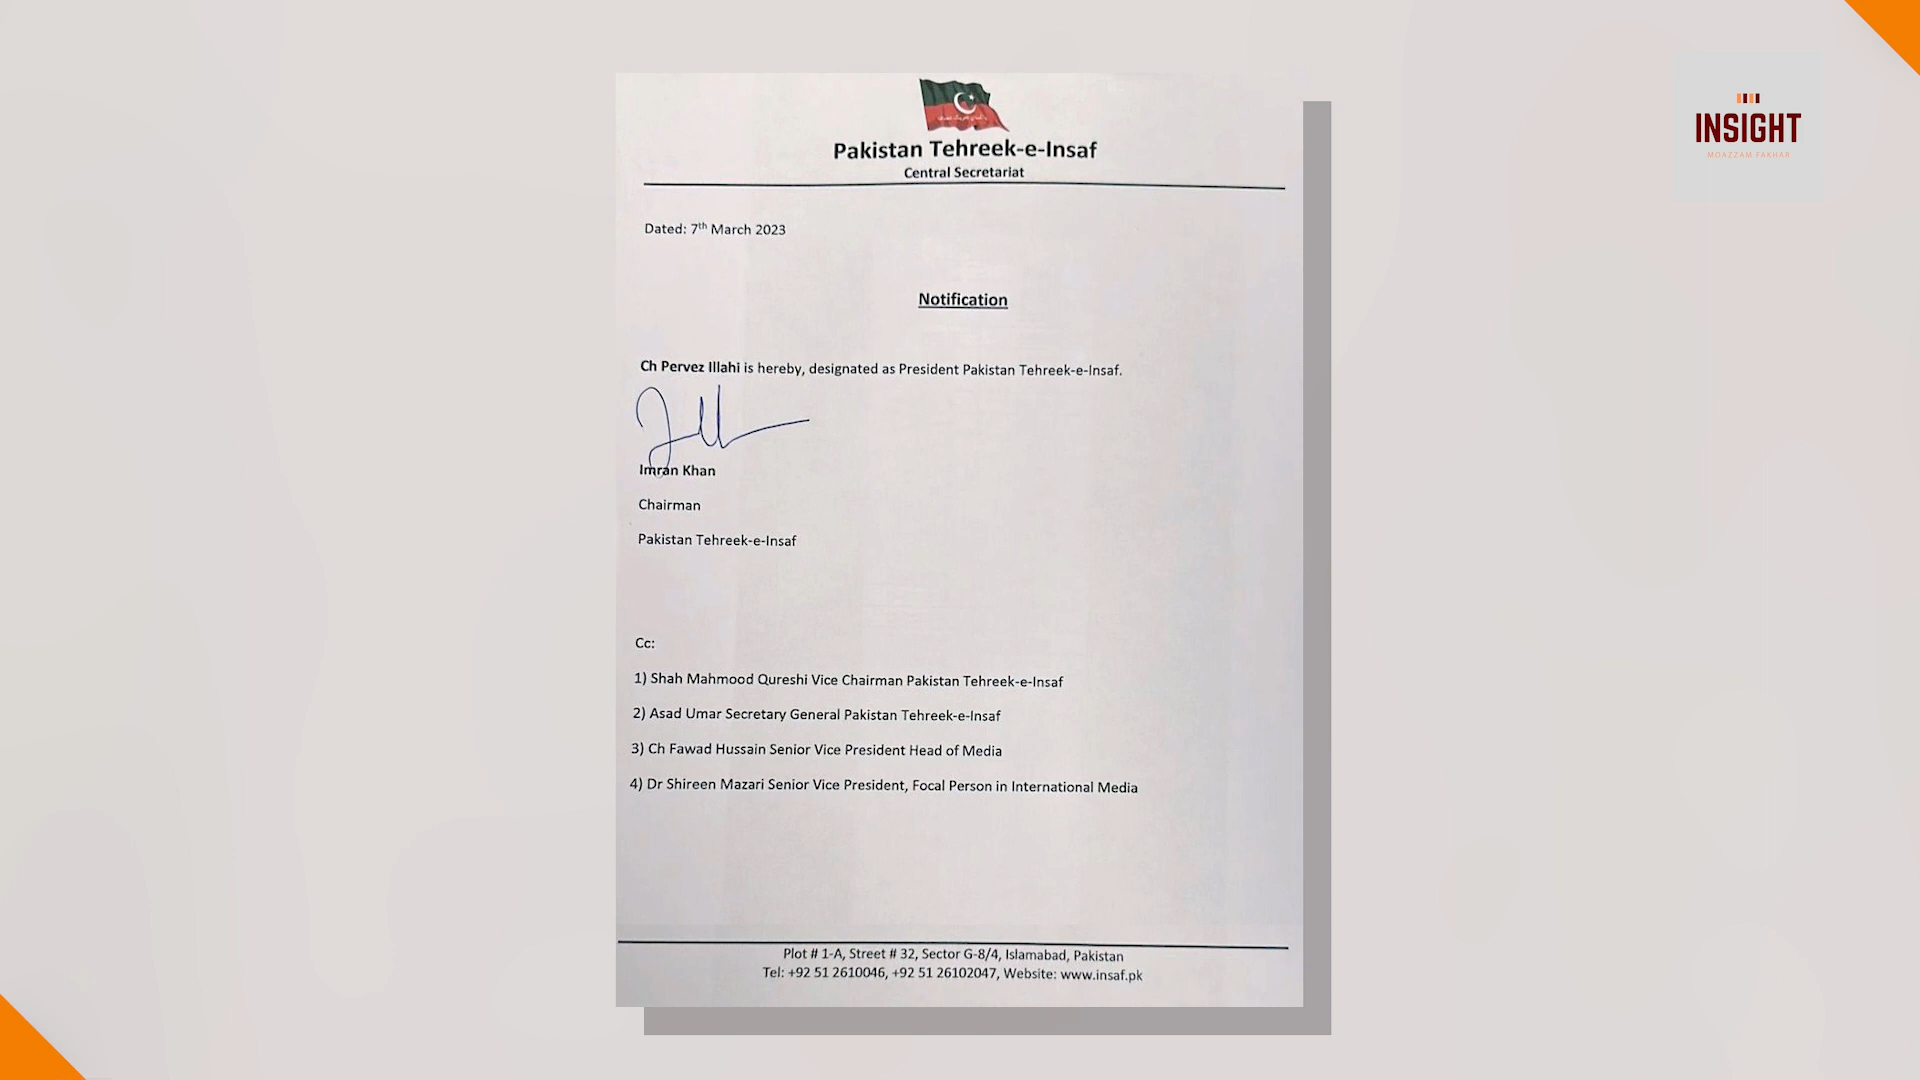 INSIGHT
MOAZZAM FAKHAR
Pakistan Tehreek-e-Insaf
Central Secretariat
Dated: 7th March 2023
Notification
Ch Pervez Illahi is hereby, designated as President Pakistan Tehreek-e-Insaf.
Imran Khan
Chairman
Pakistan Tehreek-e-Insaf
Cc:
1) Shah Mahmood Qureshi Vice Chairman Pakistan Tehreek-e-Insaf
2) Asad Umar Secretary General Pakistan Tehreek-e-Insaf
3) Ch Fawad Hussain Senior Vice President Head of Media
4) Dr Shireen Mazari Senior Vice President, Focal Person in International Media
Plot # 1-A, Street # 32, Sector G-8/4, Islamabad, Pakistan
Tel: +92 51 2610046, +92 51 26102047, Website: www.insaf.pk